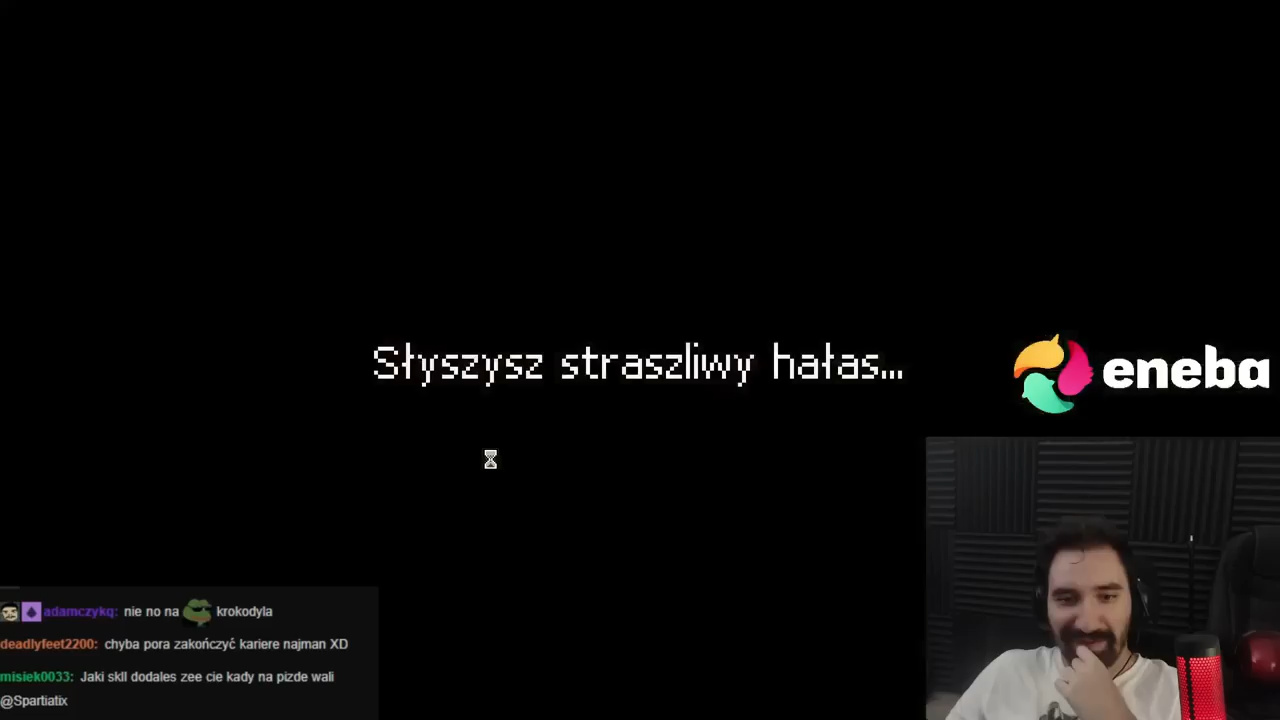 Słyszysz straszliwy hałas...
eneba
adamczykq: nie no na krokodyla
deadlyfeet2200: chyba pora zakończyć kariere najman XD
misiek0033: Jaki skll dodales zee cie kady na pizde wali
@Spartiatix